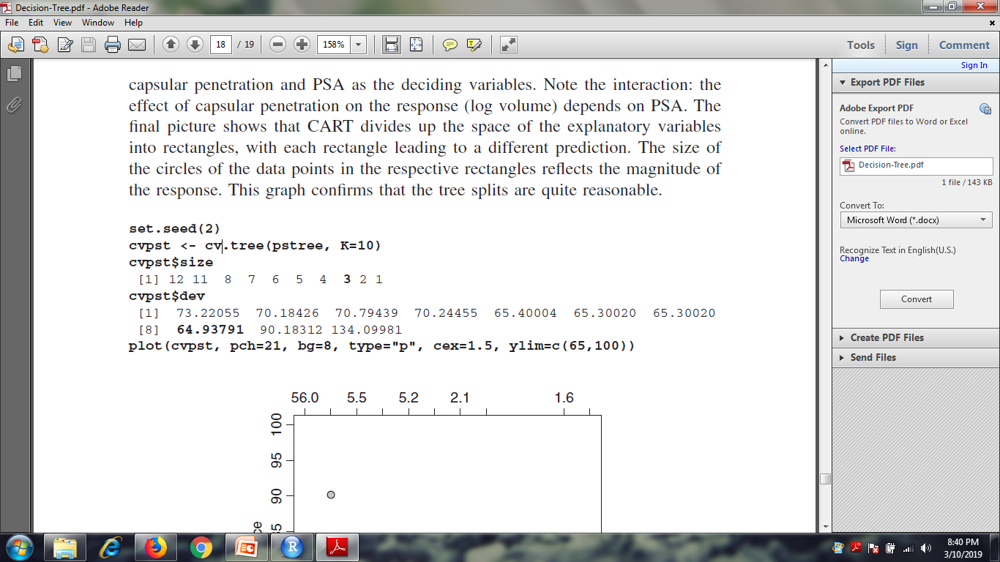 Decision-Tree.pdf - Adobe Reader
File Edit View Window Help
18 / 19 158% Tools Sign Comment
Sign In
Export PDF Files
Adobe Export PDF
Convert PDF files to Word or Excel
online.
Select PDF File:
Decision-Tree.pdf
1 file / 143 KB
Convert To:
Microsoft Word (*.docx)
Recognize Text in English(U.S.)
Change
Convert
Create PDF Files
Send Files
capsular penetration and PSA as the deciding variables. Note the interaction: the
effect of capsular penetration on the response (log volume) depends on PSA. The
final picture shows that CART divides up the space of the explanatory variables
into rectangles, with each rectangle leading to a different prediction. The size of
the circles of the data points in the respective rectangles reflects the magnitude of
the response. This graph confirms that the tree splits are quite reasonable.
set.seed(2)
cvpst <- cv.tree(pstree, K=10)
cvpst$size
[1] 12 11 8 7 6 5 4 3 2 1
cvpst$dev
[1] 73.22055 70.18426 70.79439 70.24455 65.40004 65.30020 65.30020
[8] 64.93791 90.18312 134.09981
plot(cvpst, pch=21, bg=8, type="p", cex=1.5, ylim=c(65,100))
56.0 5.5 5.2 2.1 1.6
100
95
90
8:40 PM
3/10/2019